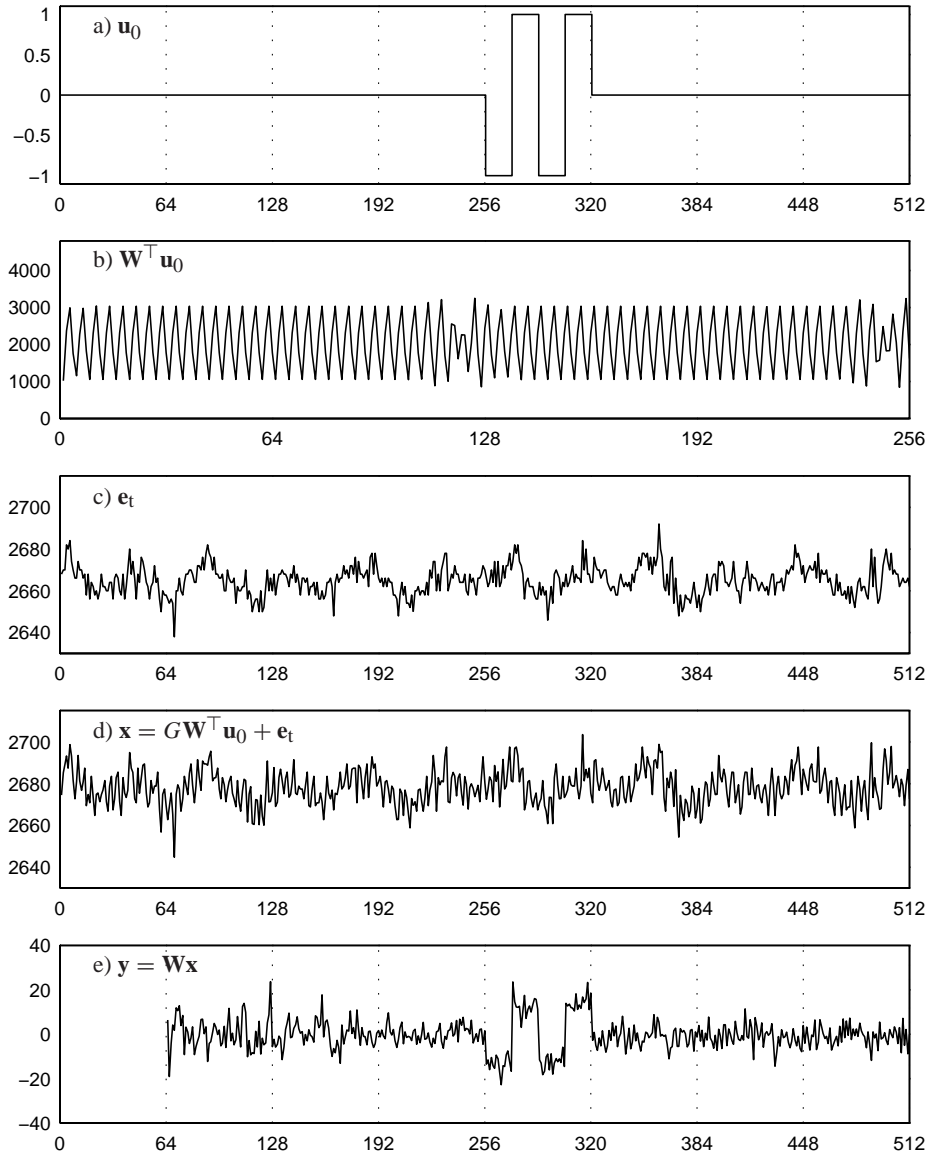 a) u₀
1
0.5
0
−0.5
−1
0 64 128 192 256 320 384 448 512
b) W⊤u₀
4000
3000
2000
1000
0
0 64 128 192 256
c) eₜ
2700
2680
2660
2640
0 64 128 192 256 320 384 448 512
d) x = GW⊤u₀ + eₜ
2700
2680
2660
2640
0 64 128 192 256 320 384 448 512
e) y = Wx
40
20
0
−20
−40
0 64 128 192 256 320 384 448 512